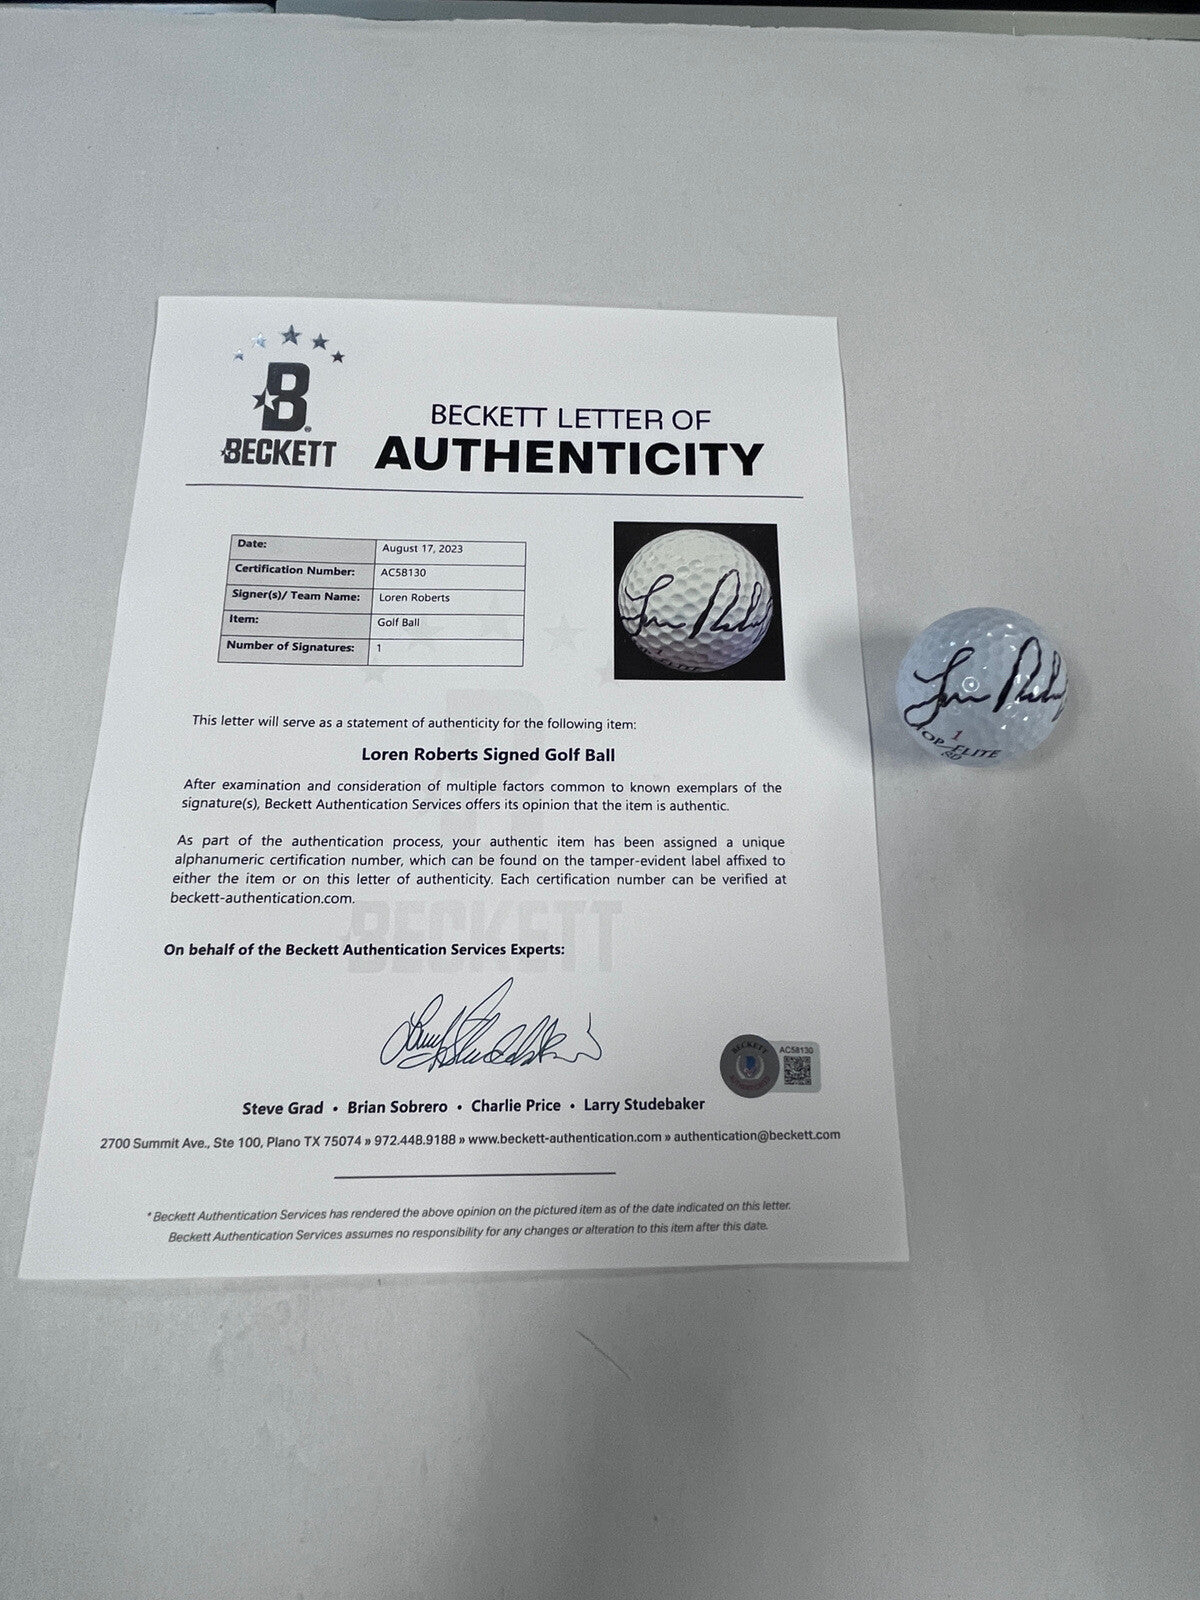 B
BECKETT
BECKETT LETTER OF
AUTHENTICITY
Date: August 17, 2023
Certification Number: AC58130
Signer(s)/ Team Name: Loren Roberts
Item: Golf Ball
Number of Signatures: 1
This letter will serve as a statement of authenticity for the following item:
Loren Roberts Signed Golf Ball
After examination and consideration of multiple factors common to known exemplars of the
signature(s), Beckett Authentication Services offers its opinion that the item is authentic.
As part of the authentication process, your authentic item has been assigned a unique
alphanumeric certification number, which can be found on the tamper-evident label affixed to
either the item or on this letter of authenticity. Each certification number can be verified at
beckett-authentication.com.
BECKETT
On behalf of the Beckett Authentication Services Experts:
BECKETT
AC58130
Steve Grad • Brian Sobrero • Charlie Price • Larry Studebaker
2700 Summit Ave., Ste 100, Plano TX 75074 » 972.448.9188 » www.beckett-authentication.com » authentication@beckett.com
* Beckett Authentication Services has rendered the above opinion on the pictured item as of the date indicated on this letter.
Beckett Authentication Services assumes no responsibility for any changes or alteration to this item after this date.
Loren Roberts
1
TOP-ELITE